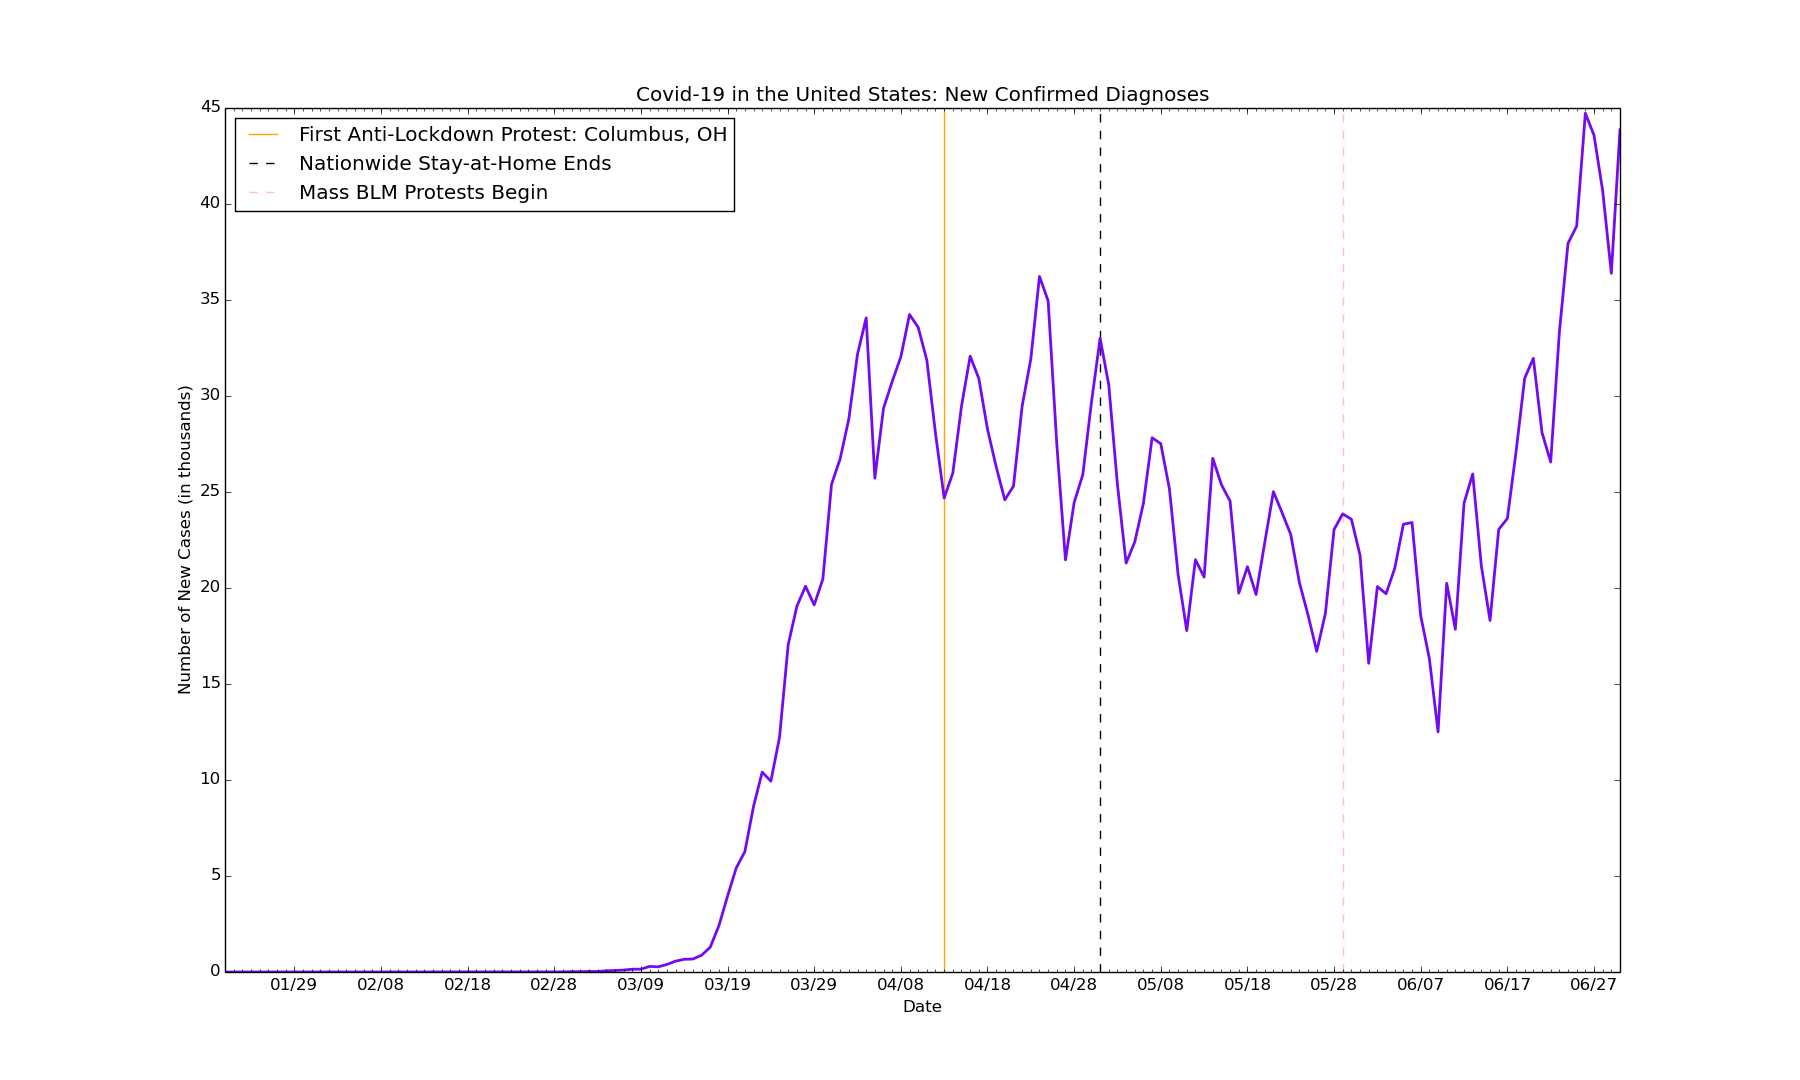 Covid-19 in the United States: New Confirmed Diagnoses
First Anti-Lockdown Protest: Columbus, OH
Nationwide Stay-at-Home Ends
Mass BLM Protests Begin
Number of New Cases (in thousands)
45
40
35
30
25
20
15
10
5
0
01/29 02/08 02/18 02/28 03/09 03/19 03/29 04/08 04/18 04/28 05/08 05/18 05/28 06/07 06/17 06/27
Date